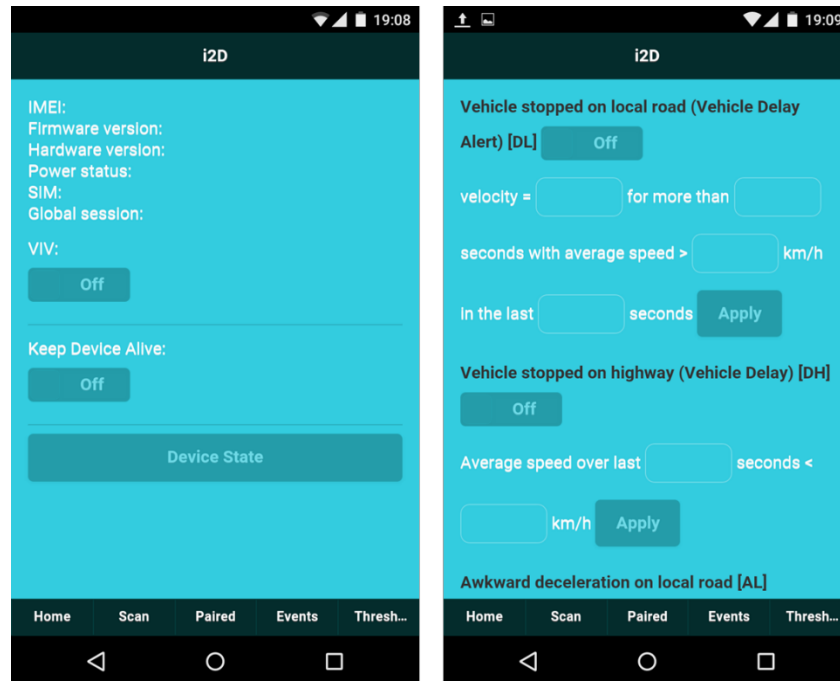 19:08
i2D
IMEI:
Firmware version:
Hardware version:
Power status:
SIM:
Global session:
VIV:
Off
Keep Device Alive:
Off
Device State
Home Scan Paired Events Thresh...
19:09
i2D
Vehicle stopped on local road (Vehicle Delay
Alert) [DL] Off
velocity = for more than
seconds with average speed > km/h
in the last seconds Apply
Vehicle stopped on highway (Vehicle Delay) [DH]
Off
Average speed over last seconds <
km/h Apply
Awkward deceleration on local road [AL]
Home Scan Paired Events Thresh...